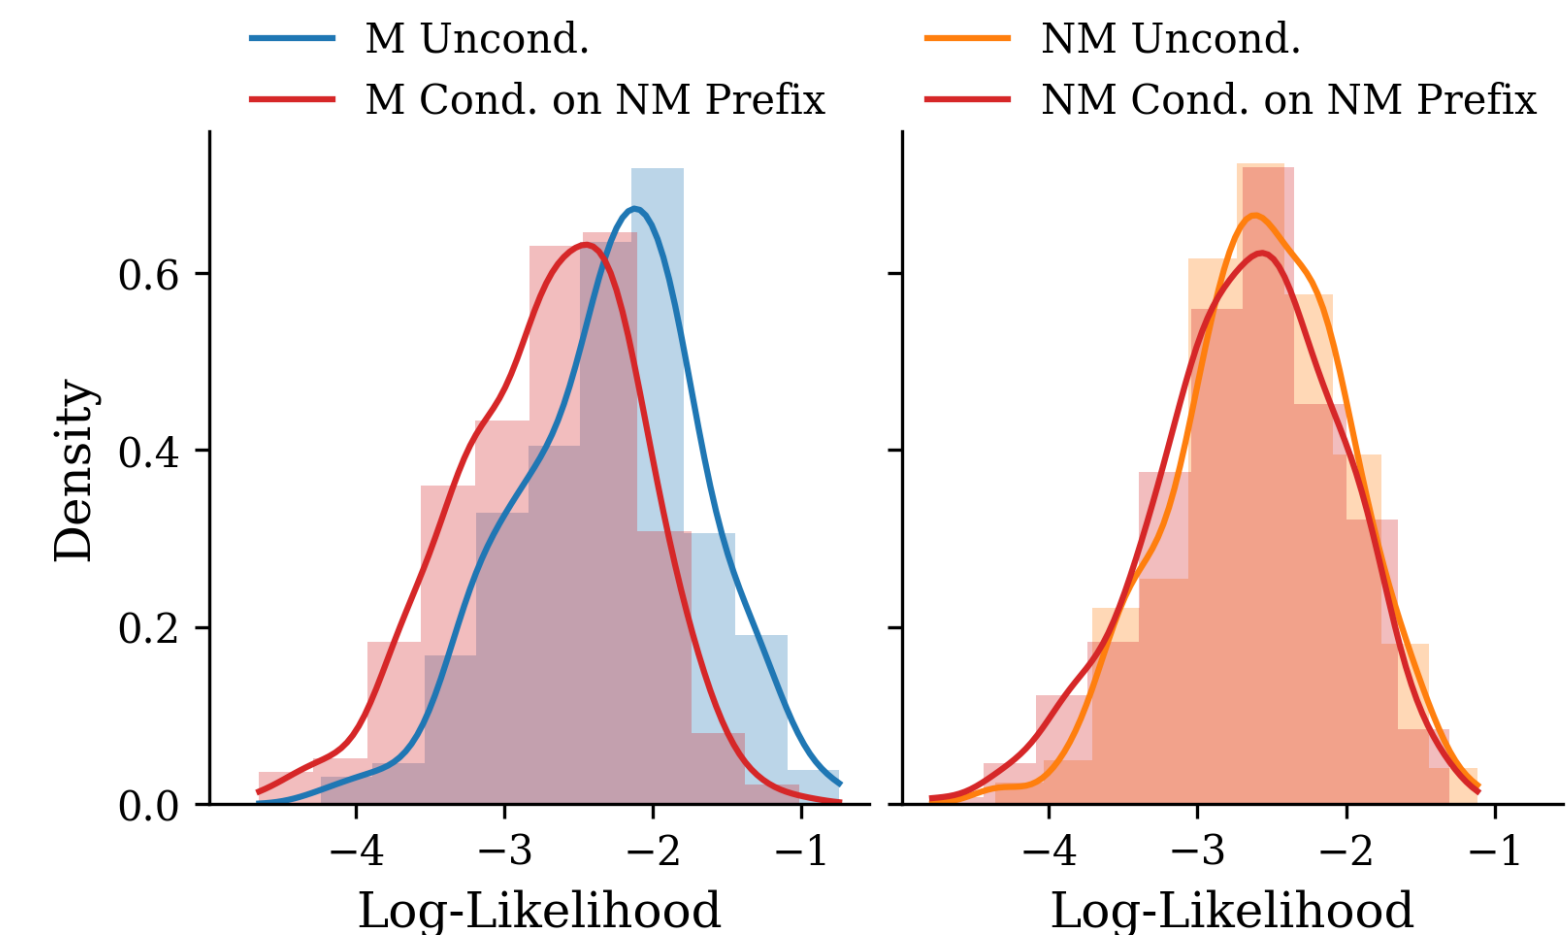 M Uncond.
M Cond. on NM Prefix
NM Uncond.
NM Cond. on NM Prefix
Density
0.6
0.4
0.2
0.0
−4 −3 −2 −1
Log-Likelihood
−4 −3 −2 −1
Log-Likelihood